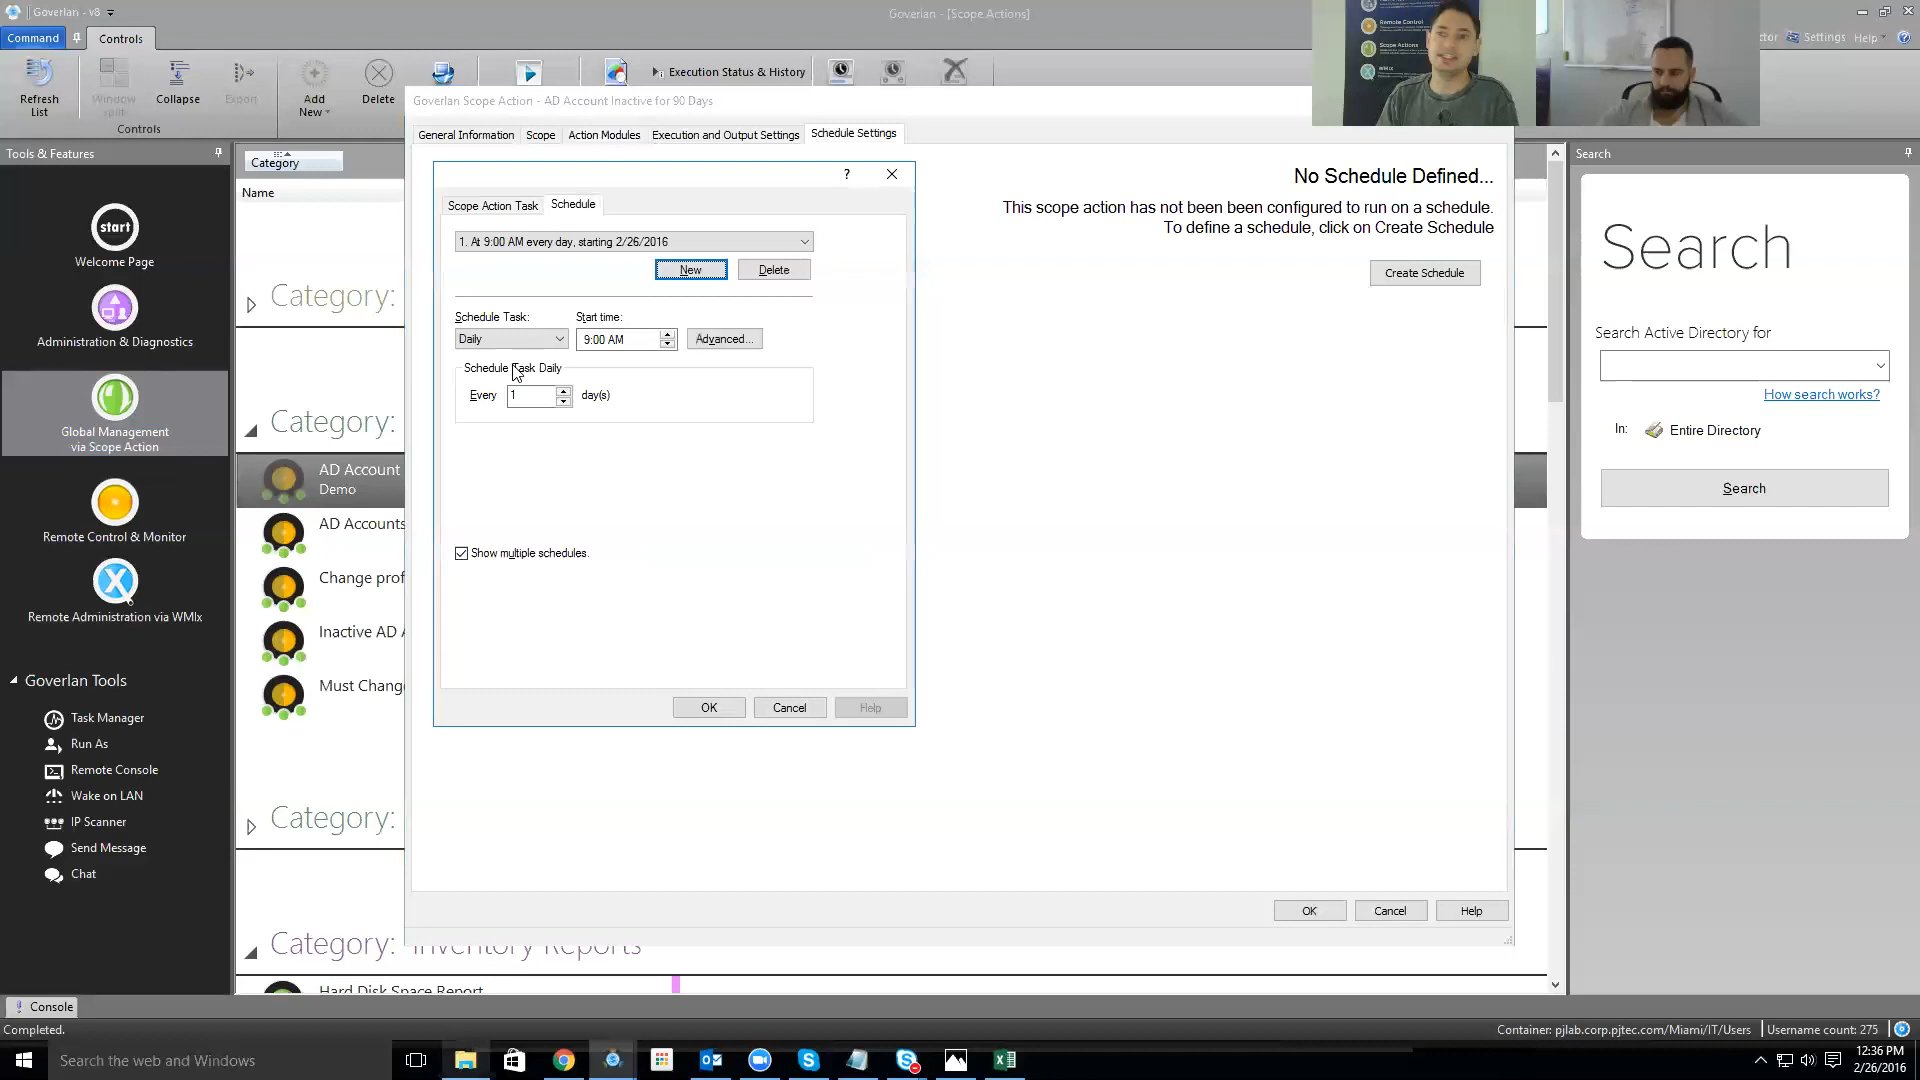 Goverlan - v8
Goverlan - [Scope Actions]
Command
Controls
Settings
Help
Refresh List
Window split
Collapse
Export
Controls
Add New
Delete
Execution Status & History
Remote Control
Scope Actions
WMIx
Tools & Features
start
Welcome Page
Administration & Diagnostics
Global Management
via Scope Action
Remote Control & Monitor
Remote Administration via WMIx
Goverlan Tools
Task Manager
Run As
Remote Console
Wake on LAN
IP Scanner
Send Message
Chat
Category
Name
Category:
Category:
AD Account
Demo
AD Accounts
Change prof
Inactive AD A
Must Chang
Category:
Category: Inventory Reports
Hard Disk Space Report
Goverlan Scope Action - AD Account Inactive for 90 Days
General Information
Scope
Action Modules
Execution and Output Settings
Schedule Settings
No Schedule Defined...
This scope action has not been been configured to run on a schedule.
To define a schedule, click on Create Schedule
Create Schedule
?
Scope Action Task
Schedule
1. At 9:00 AM every day, starting 2/26/2016
New
Delete
Schedule Task:
Start time:
Daily
9:00 AM
Advanced...
Schedule Task Daily
Every
1
day(s)
Show multiple schedules.
OK
Cancel
Help
OK
Cancel
Help
Search
Search
Search Active Directory for
How search works?
In:
Entire Directory
Search
Console
Completed.
Container: pjlab.corp.pjtec.com/Miami/IT/Users
Username count: 275
Search the web and Windows
12:36 PM
2/26/2016